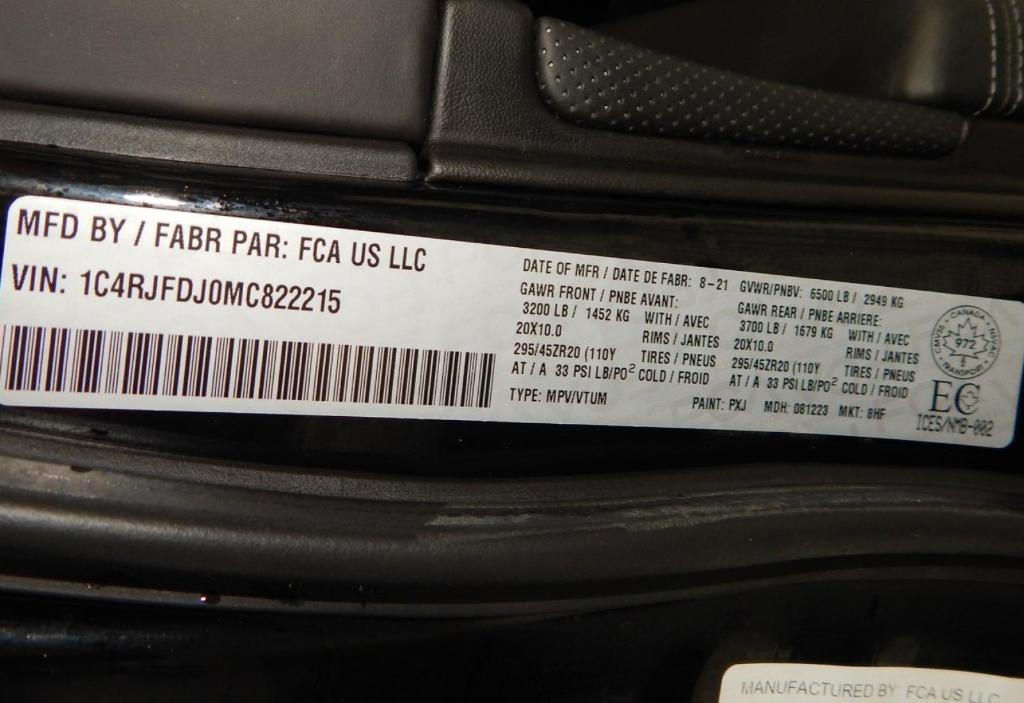 MFD BY / FABR PAR: FCA US LLC
VIN: 1C4RJFDJ0MC822215
DATE OF MFR / DATE DE FABR: 8-21 GVWR/PNBV: 6500 LB / 2949 KG
GAWR FRONT / PNBE AVANT:
3200 LB / 1452 KG WITH / AVEC
20X10.0 RIMS / JANTES
295/45ZR20 (110Y TIRES / PNEUS
AT / A 33 PSI LB/PO² COLD / FROID
GAWR REAR / PNBE ARRIERE:
3700 LB / 1679 KG WITH / AVEC
20X10.0 RIMS / JANTES
295/45ZR20 (110Y TIRES / PNEUS
AT / A 33 PSI LB/PO² COLD / FROID
TYPE: MPV/VTUM PAINT: PXJ MDH: 081223 MKT: 8HF
CANADA
CMVSS NSVAC
972
TRANSPORT
EC
ICES/NMB-002
MANUFACTURED BY: FCA US LLC